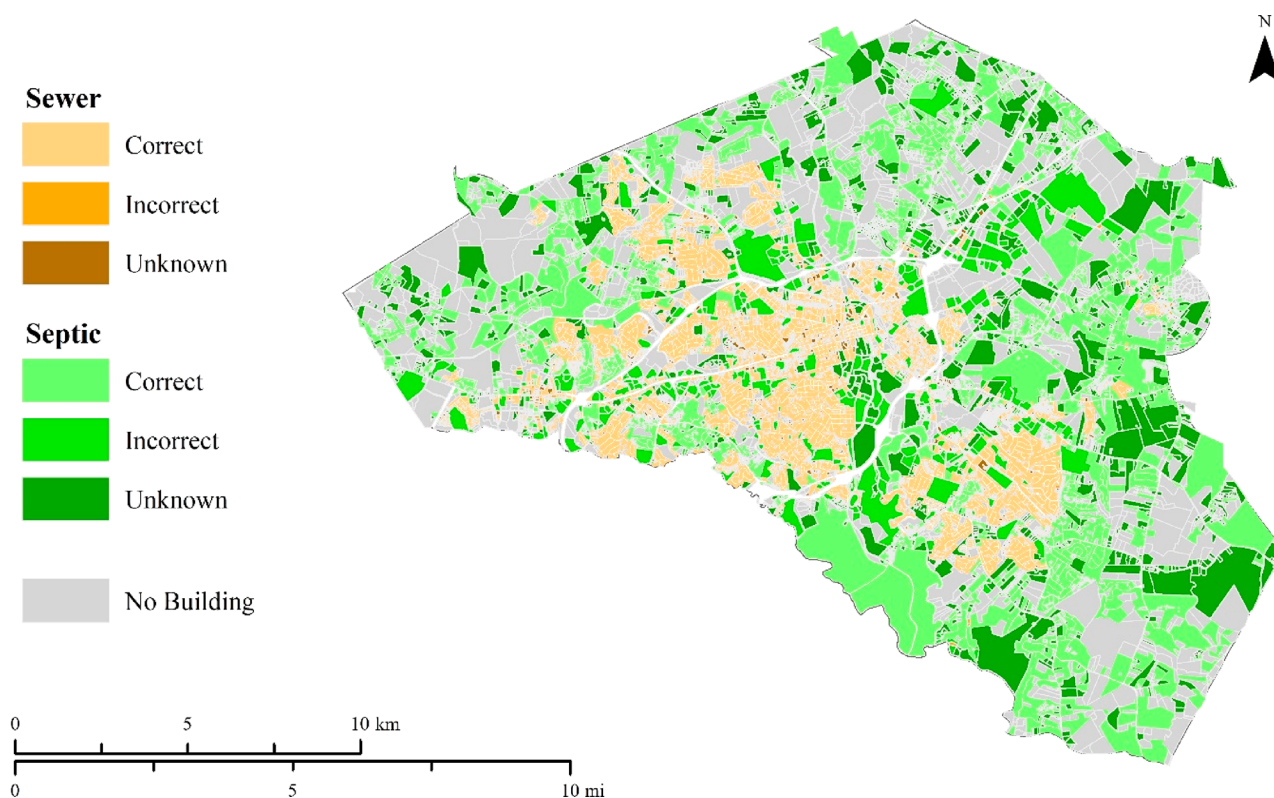 N
Sewer
Correct
Incorrect
Unknown
Septic
Correct
Incorrect
Unknown
No Building
0 5 10 km
0 5 10 mi